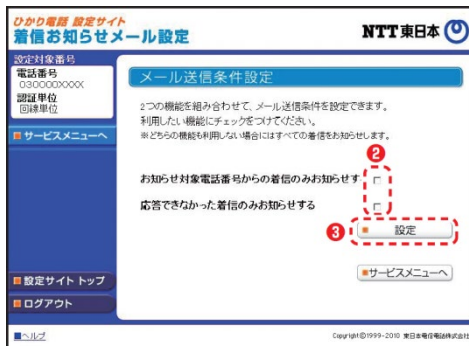 ひかり電話 設定サイト
着信お知らせメール設定
NTT東日本
設定対象番号
電話番号
030000XXXX
認証単位
回線単位
サービスメニューへ
メール送信条件設定
2つの機能を組み合わせて、メール送信条件を設定できます。
利用したい機能にチェックをつけてください。
※どちらの機能も利用しない場合にはすべての着信をお知らせします。
2
お知らせ対象電話番号からの着信のみお知らせす
応答できなかった着信のみお知らせする
3
設定
サービスメニューへ
設定サイト トップ
ログアウト
ヘルプ
Copyright©1999-2010 東日本電信電話株式会社